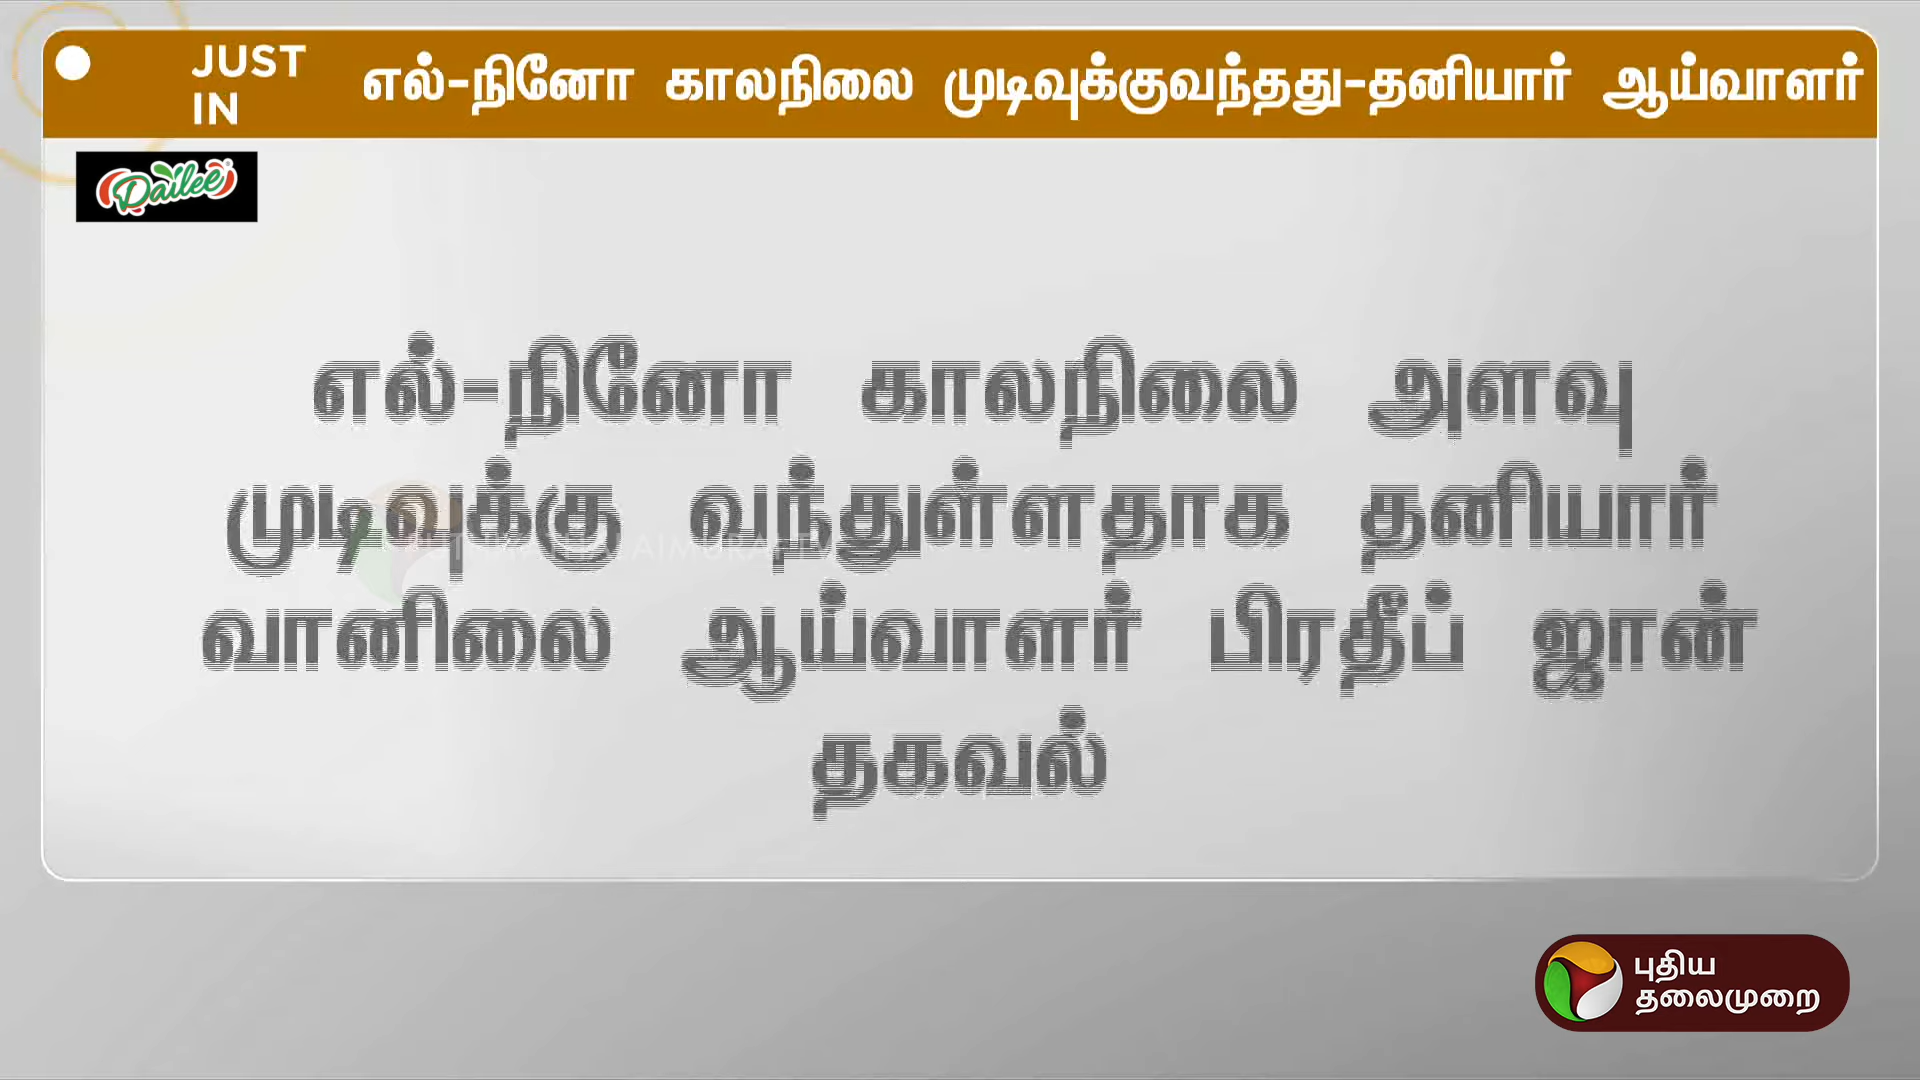 JUST
IN
எல்-நினோ காலநிலை முடிவுக்குவந்தது-தனியார் ஆய்வாளர்
Dailee
எல்-நினோ காலநிலை அளவு
முடிவுக்கு வந்துள்ளதாக தனியார்
வானிலை ஆய்வாளர் பிரதீப் ஜான்
தகவல்
புதிய
தலைமுறை